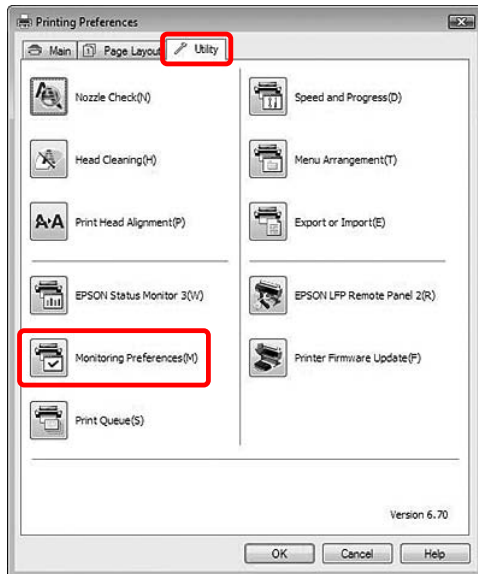 Printing Preferences
Main
Page Layout
Utility
Nozzle Check(N)
Speed and Progress(D)
Head Cleaning(H)
Menu Arrangement(T)
A·A
Print Head Alignment(P)
Export or Import(E)
EPSON Status Monitor 3(W)
EPSON LFP Remote Panel 2(R)
Monitoring Preferences(M)
Printer Firmware Update(F)
Print Queue(S)
Version 6.70
OK
Cancel
Help